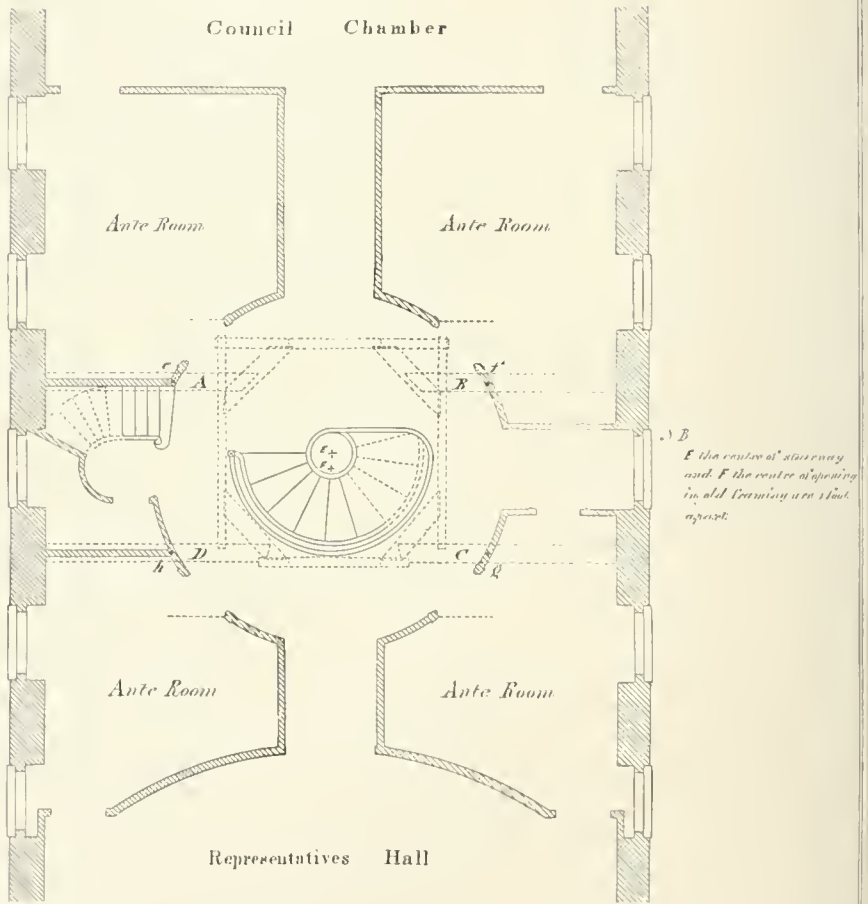 Council Chamber
Ante Room Ante Room
e f
A B
N B
E the centre of stairway
and F the centre of opening
in old framing are 1 foot
apart.
E
F
D C
h g
Ante Room Ante Room
Representatives Hall